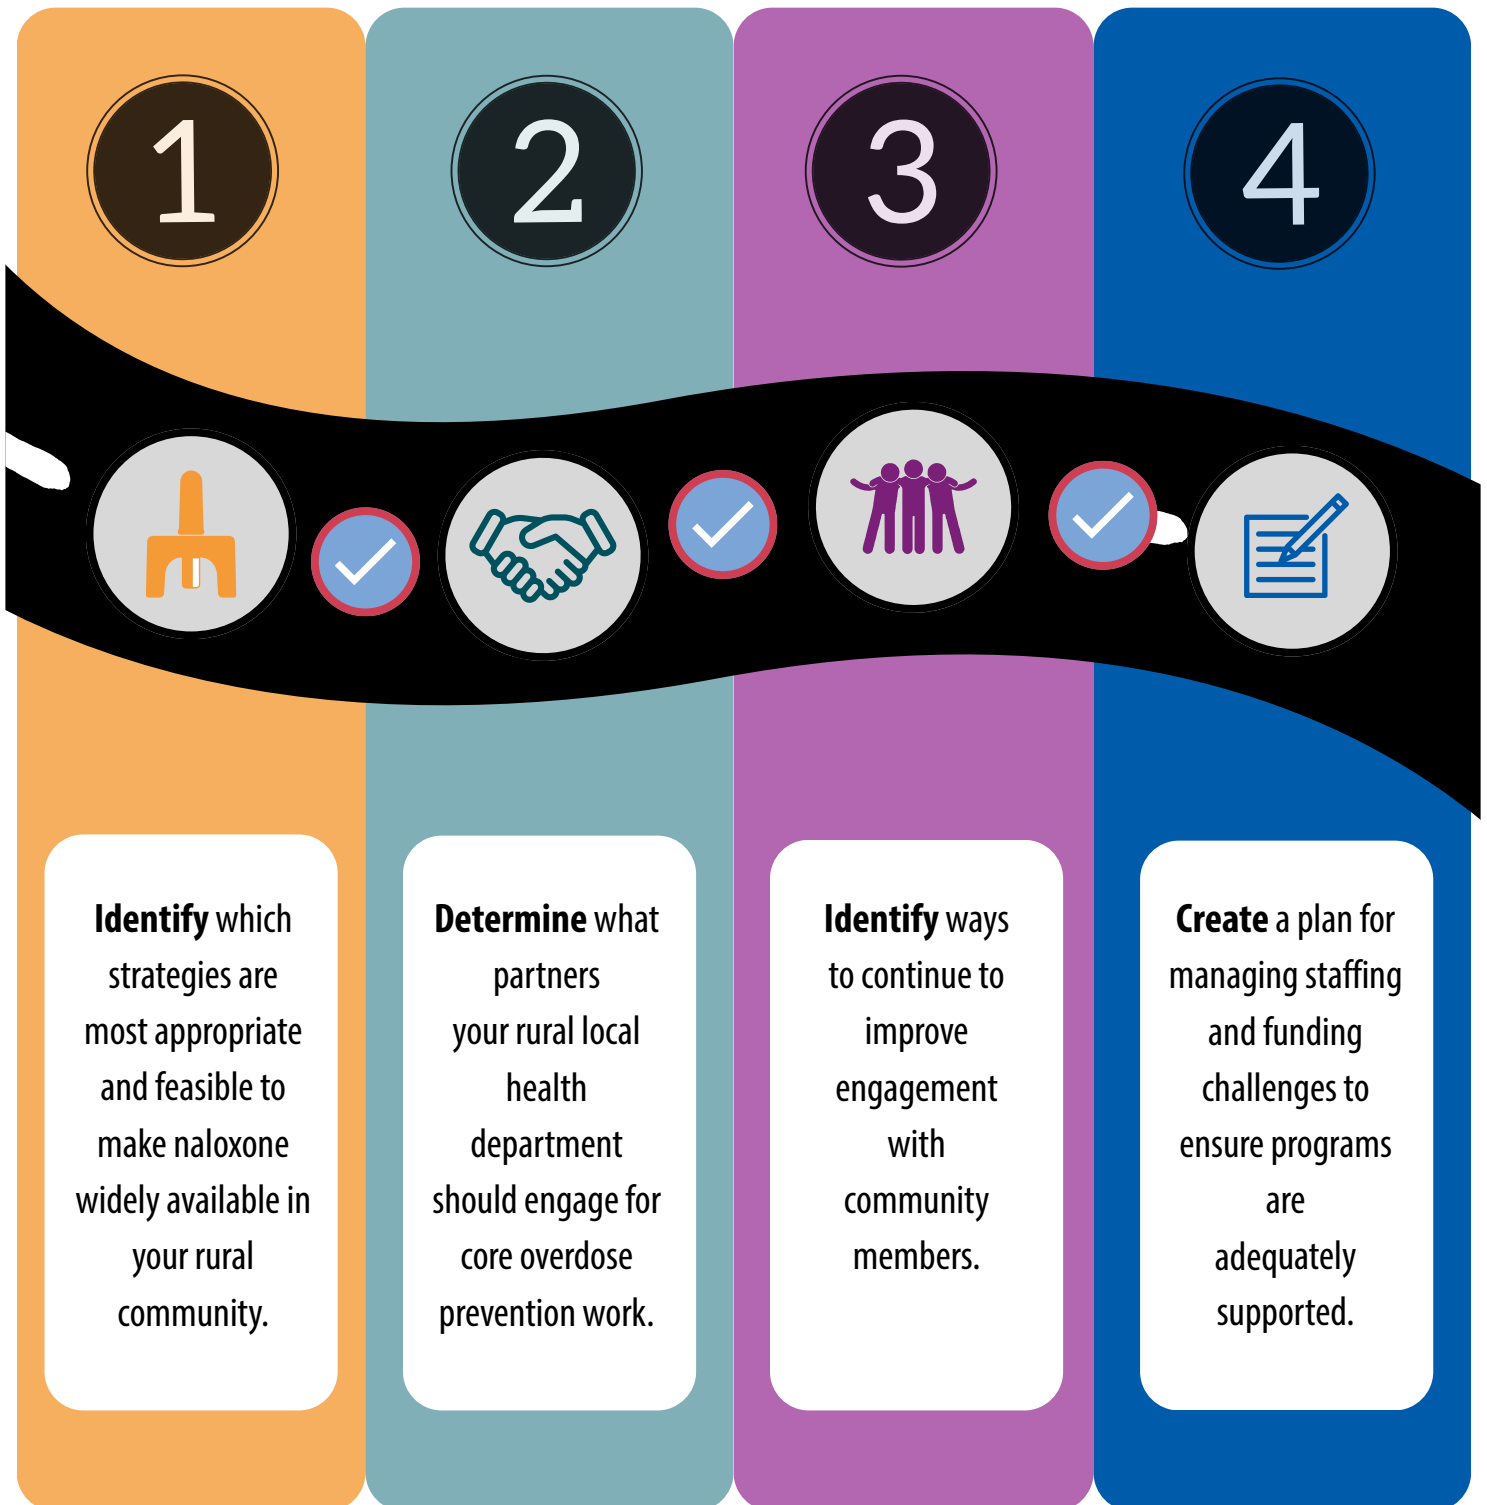 1
2
3
4
Identify which
strategies are
most appropriate
and feasible to
make naloxone
widely available in
your rural
community.
Determine what
partners
your rural local
health
department
should engage for
core overdose
prevention work.
Identify ways
to continue to
improve
engagement
with
community
members.
Create a plan for
managing staffing
and funding
challenges to
ensure programs
are
adequately
supported.